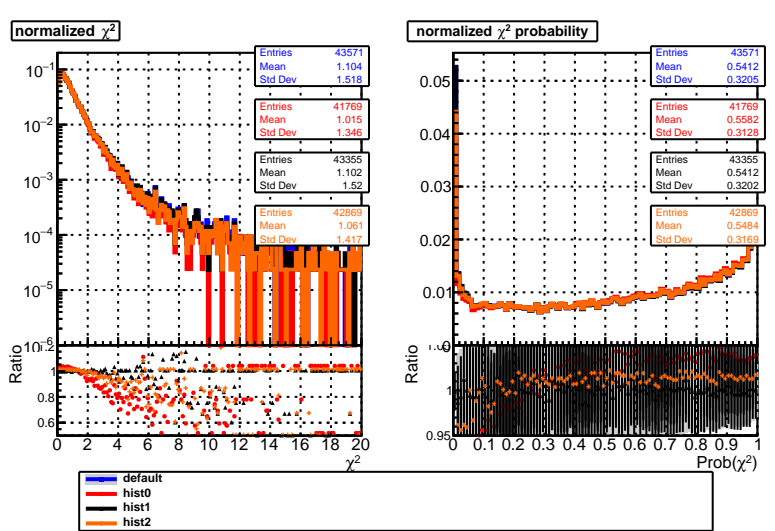 normalized χ²
normalized χ² probability
Entries 43571
Mean 1.104
Std Dev 1.518
Entries 41769
Mean 1.015
Std Dev 1.346
Entries 43355
Mean 1.102
Std Dev 1.52
Entries 42869
Mean 1.061
Std Dev 1.417
10⁻¹
10⁻²
10⁻³
10⁻⁴
10⁻⁵
Entries 43571
Mean 0.5412
Std Dev 0.3205
Entries 41769
Mean 0.5582
Std Dev 0.3128
Entries 43355
Mean 0.5412
Std Dev 0.3202
Entries 42869
Mean 0.5484
Std Dev 0.3169
0.05
0.04
0.03
0.02
0.01
Ratio
1
0.8
0.6
0 2 4 6 8 10 12 14 16 18 20
χ²
Ratio
1
0.95
0 0.1 0.2 0.3 0.4 0.5 0.6 0.7 0.8 0.9 1
Prob(χ²)
default
hist0
hist1
hist2